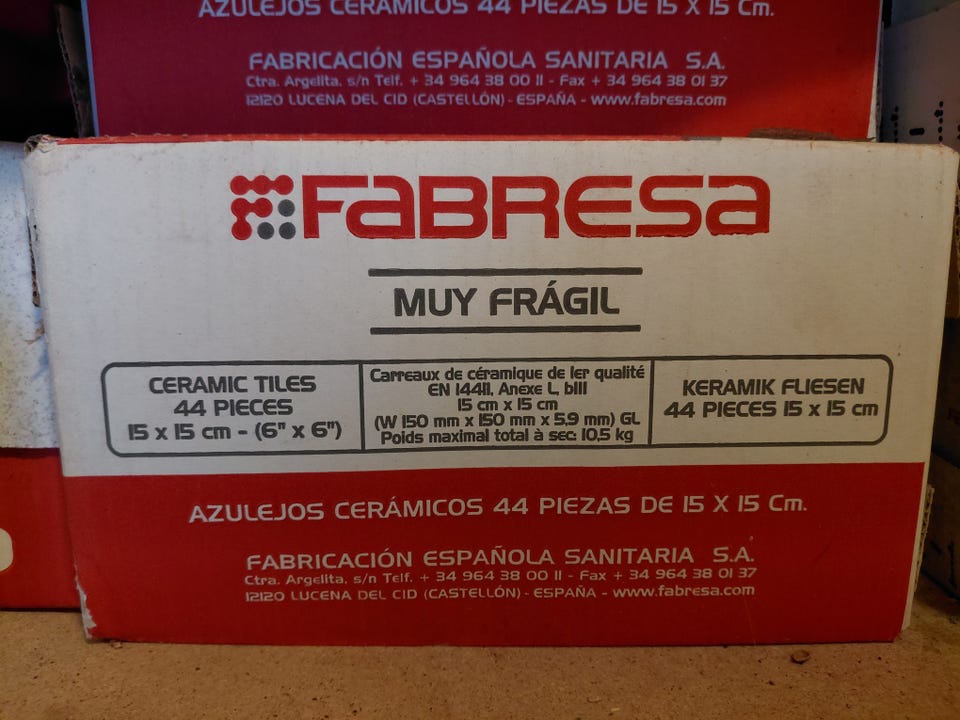 AZULEJOS CERÁMICOS 44 PIEZAS DE 15 X 15 Cm.
FABRICACIÓN ESPAÑOLA SANITARIA S.A.
Ctra. Argelita, s/n Telf. + 34 964 38 00 11 - Fax + 34 964 38 01 37
12120 LUCENA DEL CID (CASTELLÓN) - ESPAÑA - www.fabresa.com
FABRESA
MUY FRÁGIL
CERAMIC TILES
44 PIECES
15 x 15 cm - (6" x 6")
Carreaux de céramique de 1er qualité
EN 14411, Anexe L, bIII
15 cm x 15 cm
(W 150 mm x 150 mm x 5,9 mm) GL
Poids maximal total à sec: 10,5 kg
KERAMIK FLIESEN
44 PIECES 15 x 15 cm
AZULEJOS CERÁMICOS 44 PIEZAS DE 15 X 15 Cm.
FABRICACIÓN ESPAÑOLA SANITARIA S.A.
Ctra. Argelita, s/n Telf. + 34 964 38 00 11 - Fax + 34 964 38 01 37
12120 LUCENA DEL CID (CASTELLÓN) - ESPAÑA - www.fabresa.com